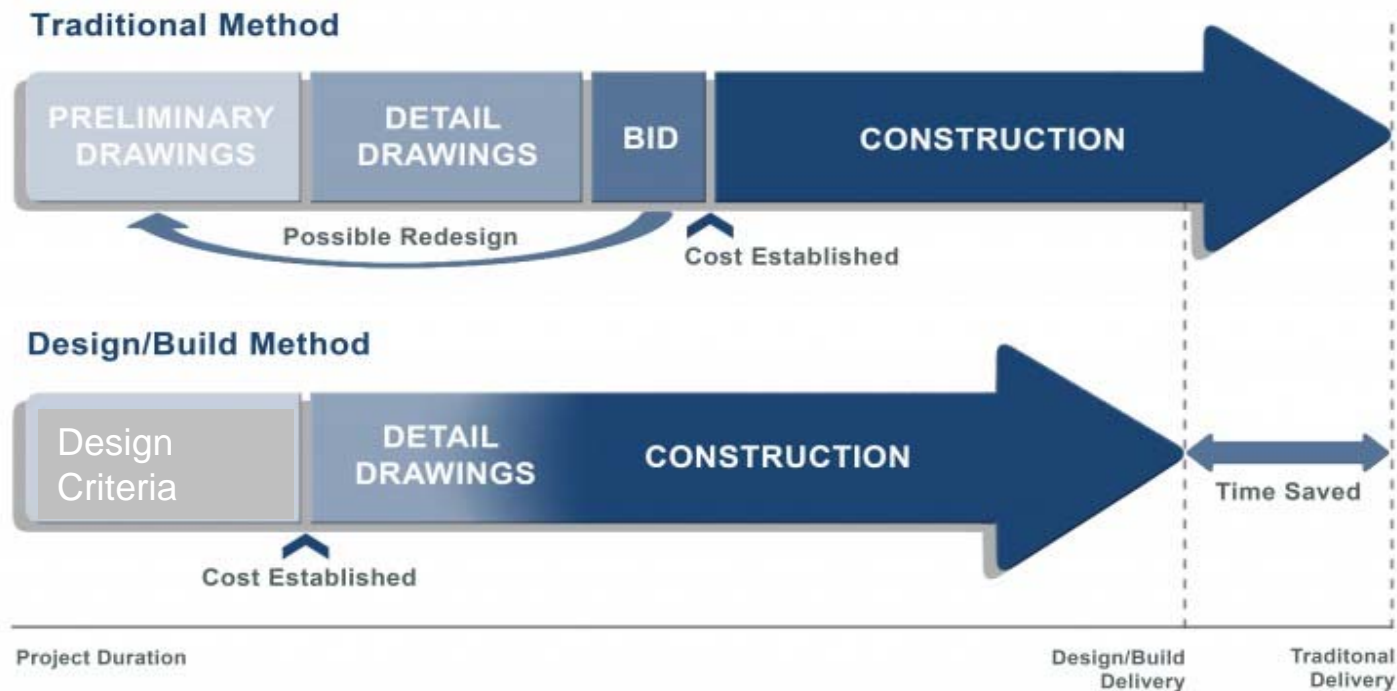 Traditional Method
PRELIMINARY
DRAWINGS
DETAIL
DRAWINGS
BID
CONSTRUCTION
Possible Redesign
Cost Established
Design/Build Method
Design
Criteria
DETAIL
DRAWINGS
CONSTRUCTION
Time Saved
Cost Established
Project Duration
Design/Build
Delivery
Traditonal
Delivery